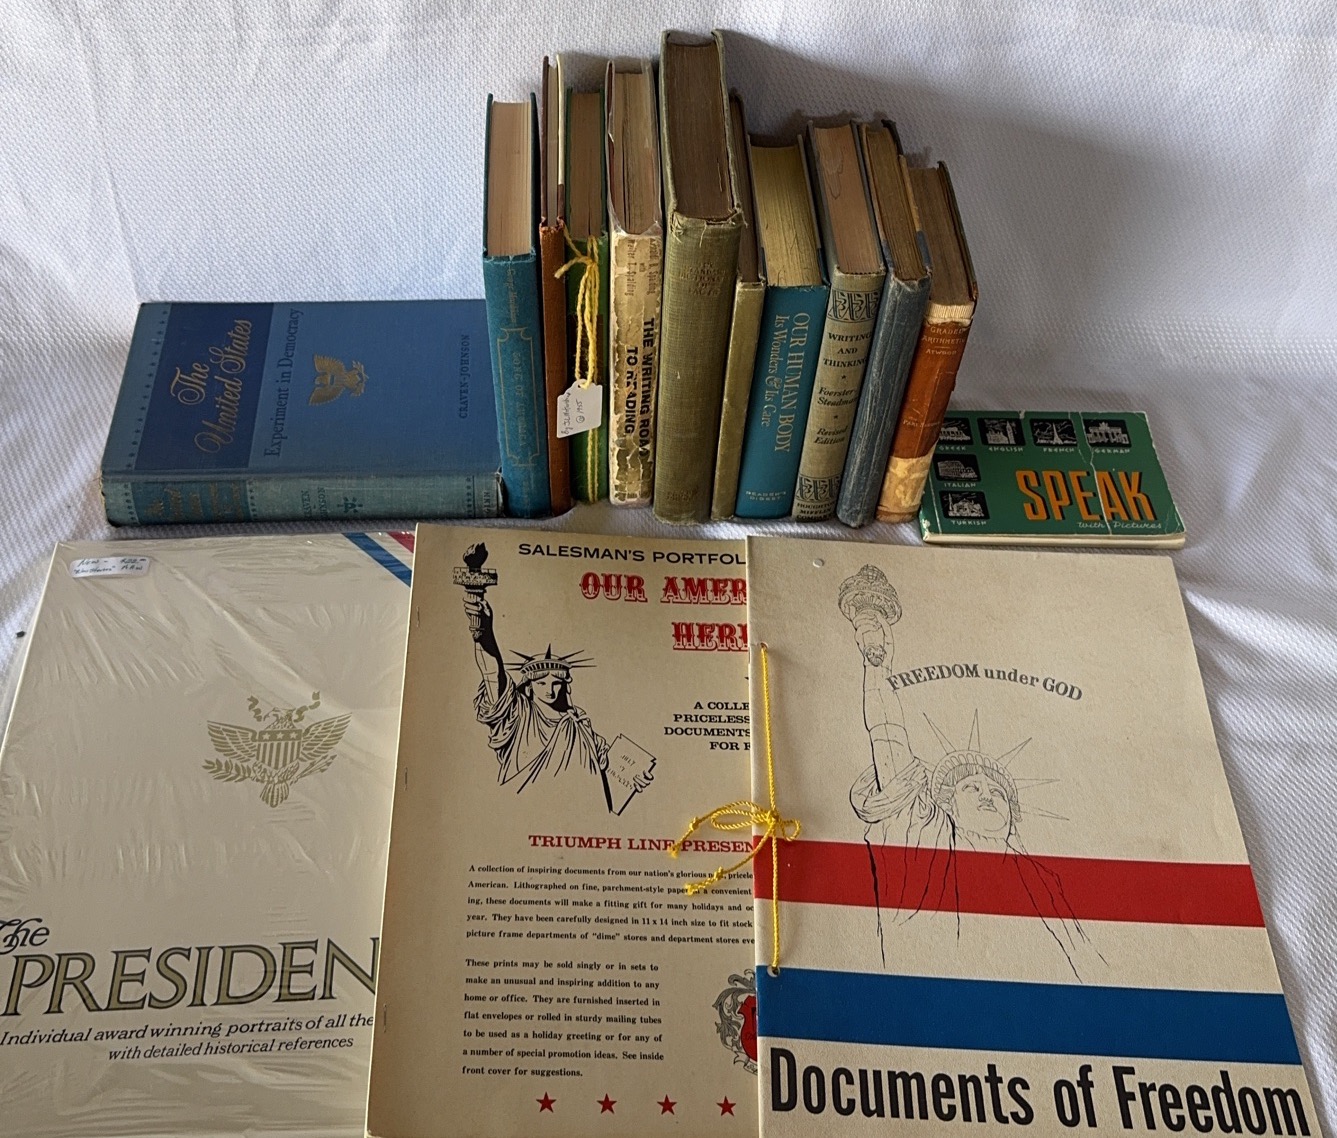 The
United States
Experiment in Democracy
CRAVEN-JOHNSON
THE WRITING ROAD
TO READING
OUR HUMAN BODY
Its Wonders & Its Care
READER'S
DIGEST
WRITING
AND
THINKING
Foerster
Steadman
Revised
Edition
HOUGHTON
MIFFLIN
COMPANY
GRADED
ARITHMETIC
ATWOOD
GREEK
ENGLISH
FRENCH
GERMAN
ITALIAN
TURKISH
SPEAK
with Pictures
The
PRESIDEN
Individual award winning portraits of all the
with detailed historical references
SALESMAN'S PORTFOL
OUR AMER
HERI
A COLLE
PRICELESS
DOCUMENTS
FOR
TRIUMPH LINE PRESEN
A collection of inspiring documents from our nation's glorious pricele
American. Lithographed on fine, parchment-style paper a convenient
ing, these documents will make a fitting gift for many holidays and oc
year. They have been carefully designed in 11 x 14 inch size to fit stock
picture frame departments of "dime" stores and department stores eve
These prints may be sold singly or in sets to
make an unusual and inspiring addition to any
home or office. They are furnished inserted in
flat envelopes or rolled in sturdy mailing tubes
to be used as a holiday greeting or for any of
a number of special promotion ideas. See inside
front cover for suggestions.
FREEDOM under GOD
Documents of Freedom